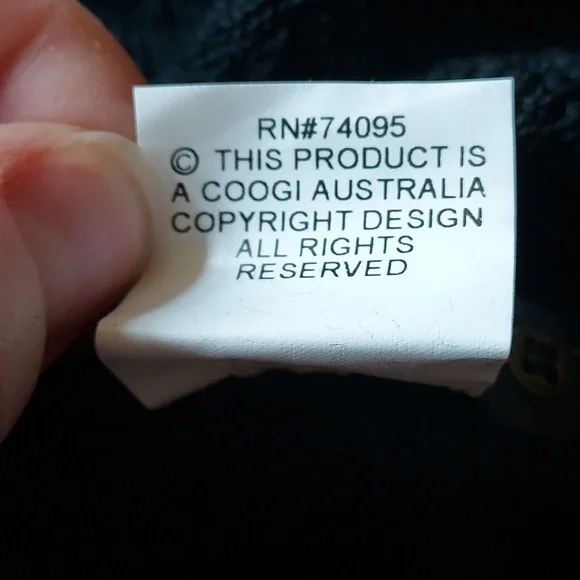 RN#74095
© THIS PRODUCT IS
A COOGI AUSTRALIA
COPYRIGHT DESIGN
ALL RIGHTS
RESERVED